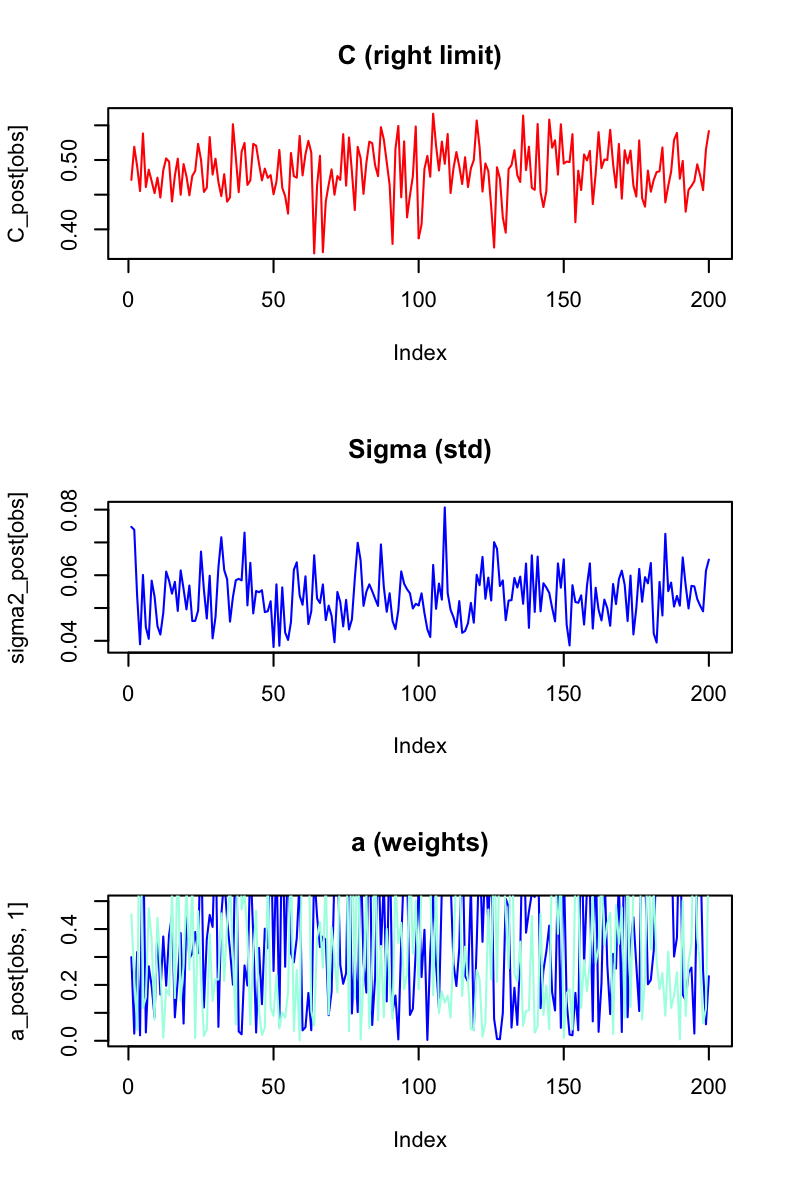 C (right limit)
C_post[obs]
0.50
0.40
0 50 100 150 200
Index
Sigma (std)
sigma2_post[obs]
0.08
0.06
0.04
0 50 100 150 200
Index
a (weights)
a_post[obs, 1]
0.4
0.2
0.0
0 50 100 150 200
Index